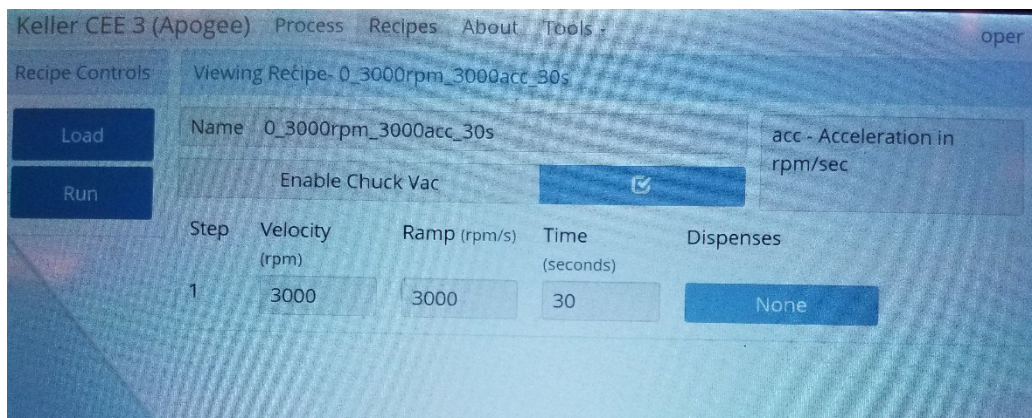 Keller CEE 3 (Apogee) Process Recipes About Tools oper
Recipe Controls Viewing Recipe- 0_3000rpm_3000acc_30s
Load Name 0_3000rpm_3000acc_30s acc - Acceleration in
rpm/sec
Run Enable Chuck Vac
Step Velocity Ramp (rpm/s) Time Dispenses
(rpm) (seconds)
1 3000 3000 30 None